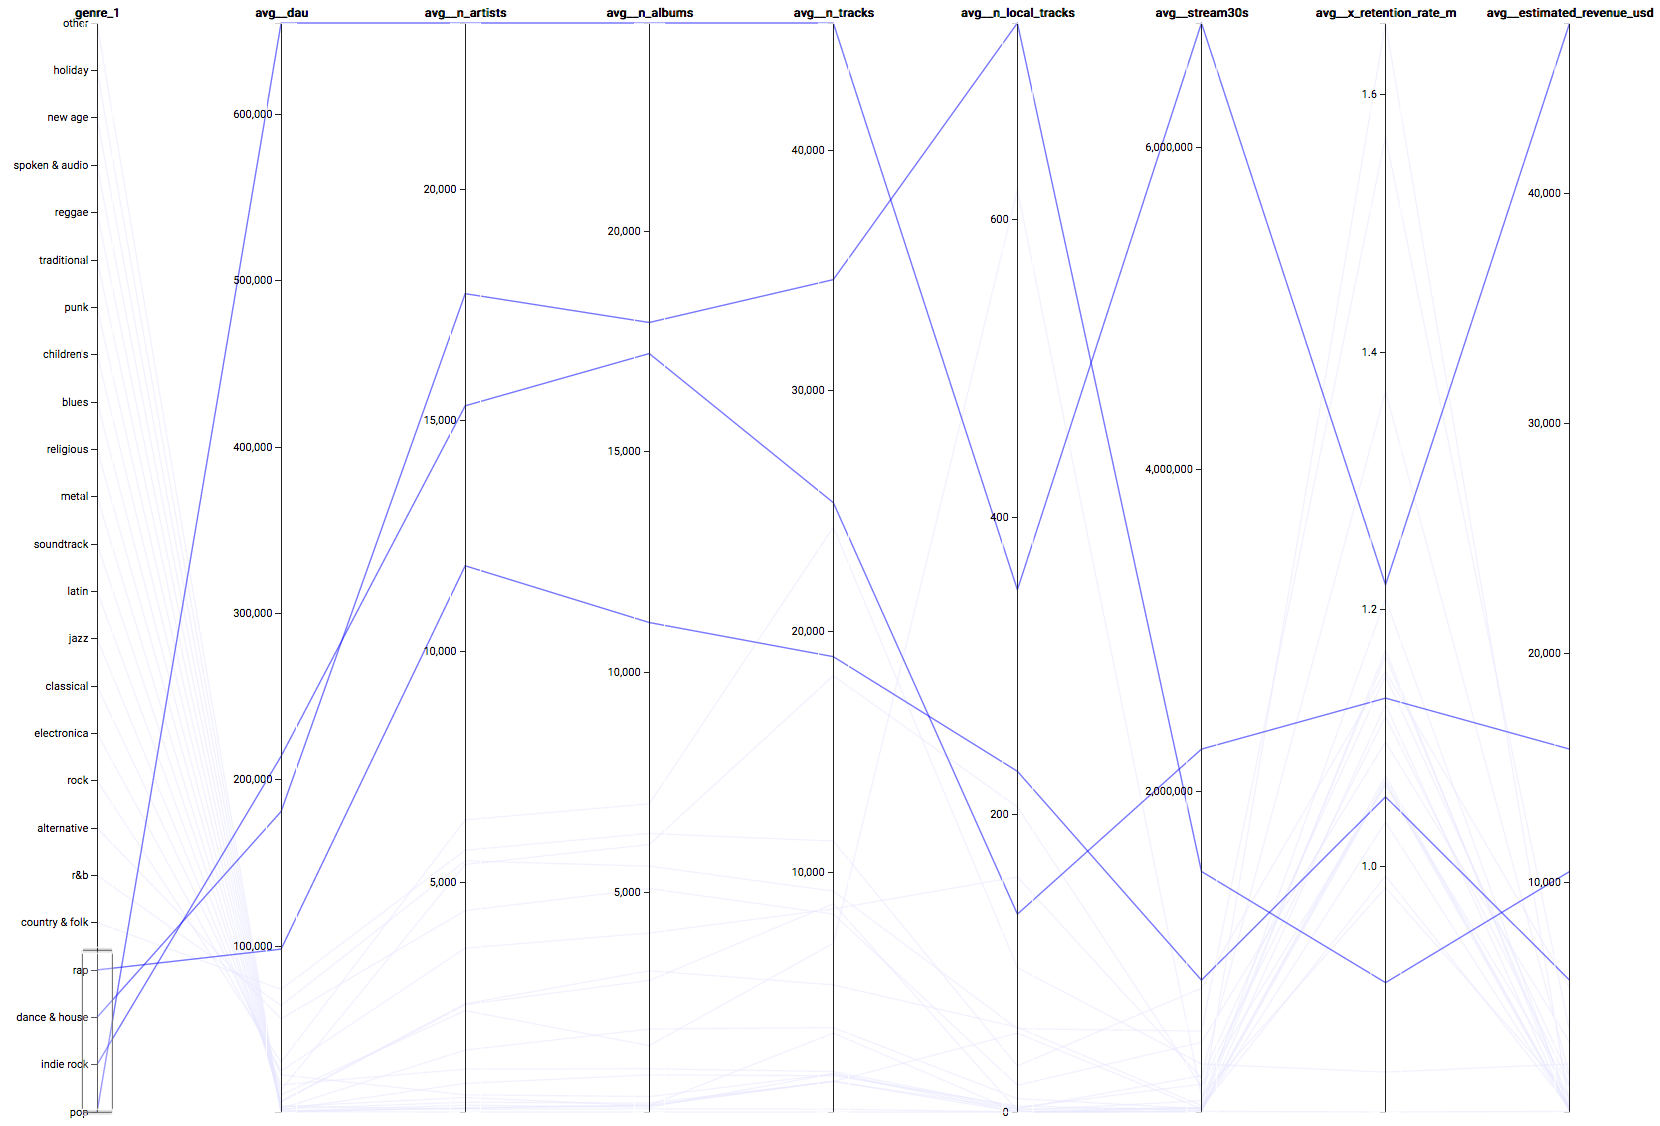 genre_1 avg__dau avg__n_artists avg__n_albums avg__n_tracks avg__n_local_tracks avg__stream30s avg__x_retention_rate_m avg__estimated_revenue_usd
other
holiday
new age
spoken & audio
reggae
traditional
punk
children's
blues
religious
metal
soundtrack
latin
jazz
classical
electronica
rock
alternative
r&b
country & folk
rap
dance & house
indie rock
pop
600,000
500,000
400,000
300,000
200,000
100,000
20,000
15,000
10,000
5,000
20,000
15,000
10,000
5,000
40,000
30,000
20,000
10,000
600
400
200
0
6,000,000
4,000,000
2,000,000
1.6
1.4
1.2
1.0
40,000
30,000
20,000
10,000